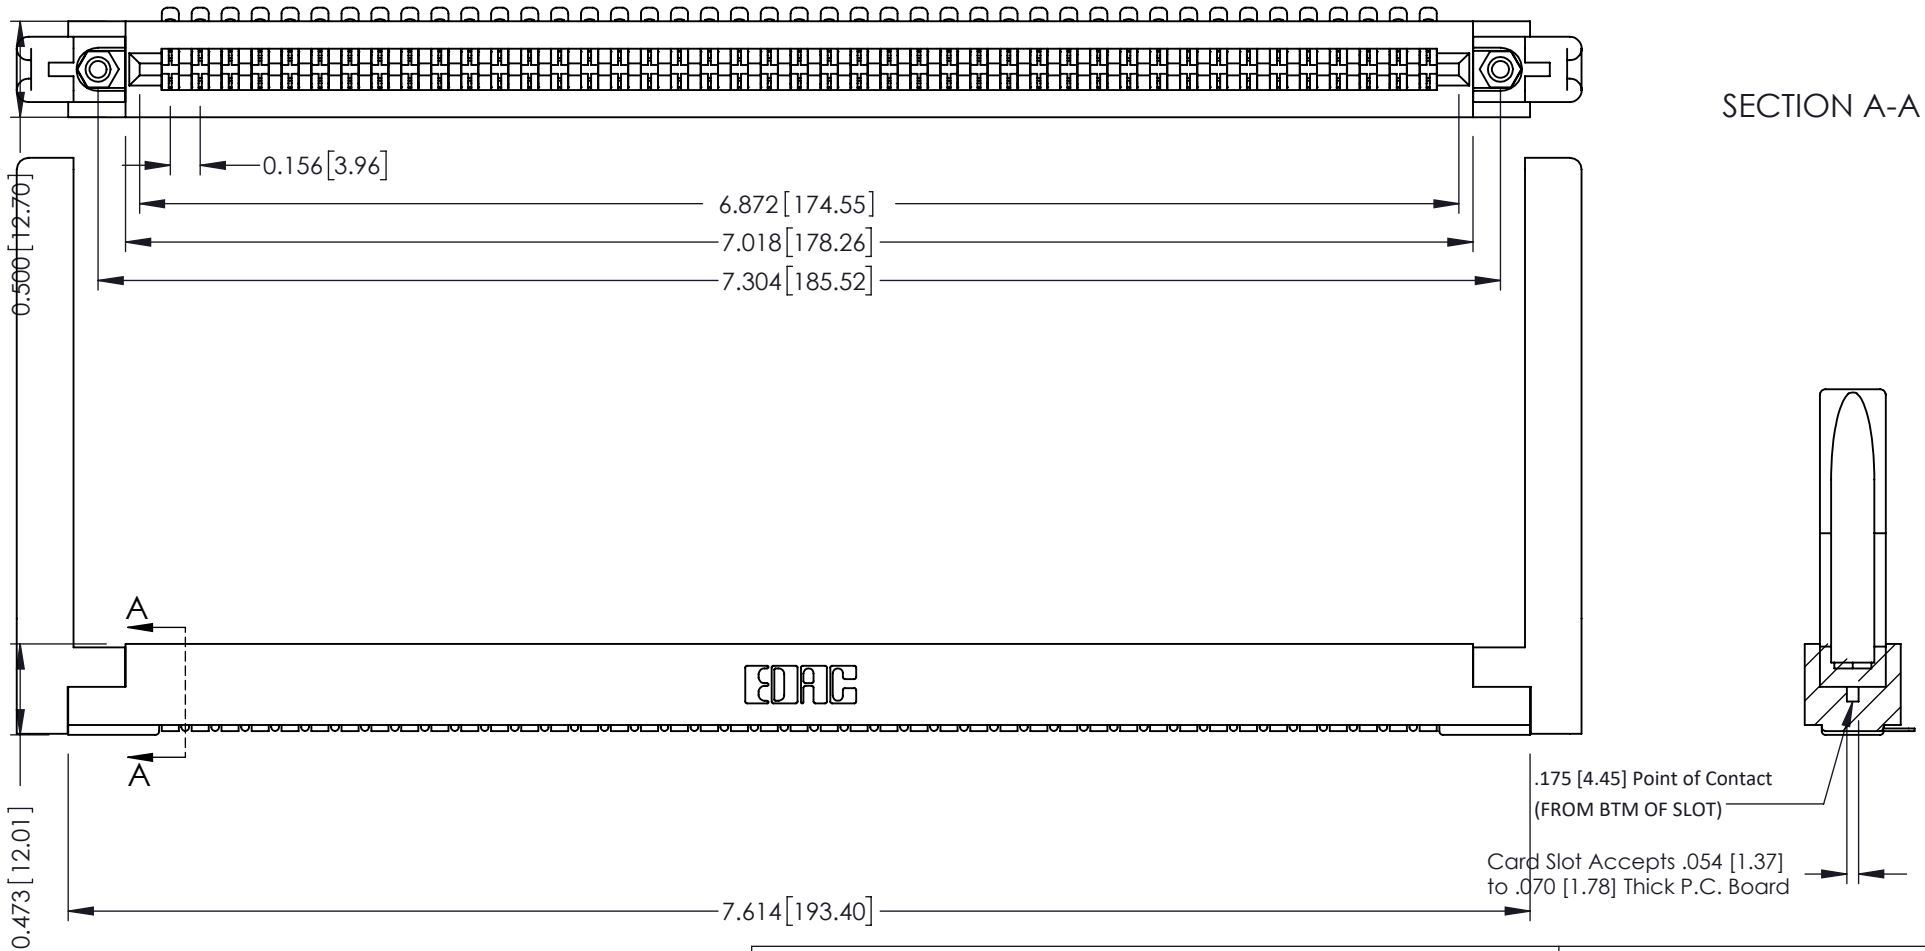 SECTION A-A
0.156[3.96]
6.872[174.55]
7.018[178.26]
7.304[185.52]
0.500[12.70]
A
EDAC
A
.175 [4.45] Point of Contact
(FROM BTM OF SLOT)
Card Slot Accepts .054 [1.37]
to .070 [1.78] Thick P.C. Board
0.473[12.01]
7.614[193.40]